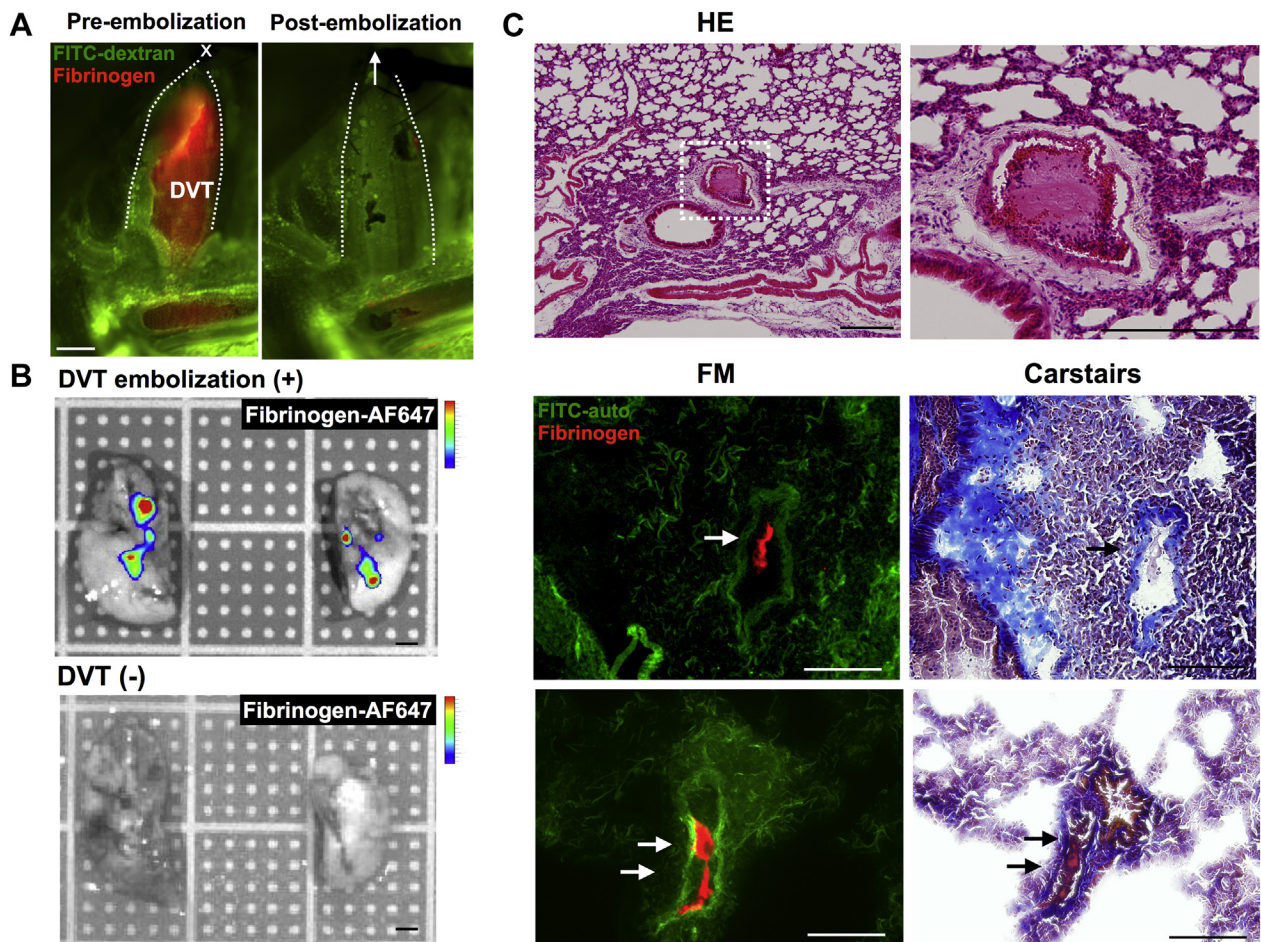 A
Pre-embolization
Post-embolization
FITC-dextran
Fibrinogen
X
DVT
B
DVT embolization (+)
Fibrinogen-AF647
DVT (-)
Fibrinogen-AF647
C
HE
FM
Carstairs
FITC-auto
Fibrinogen